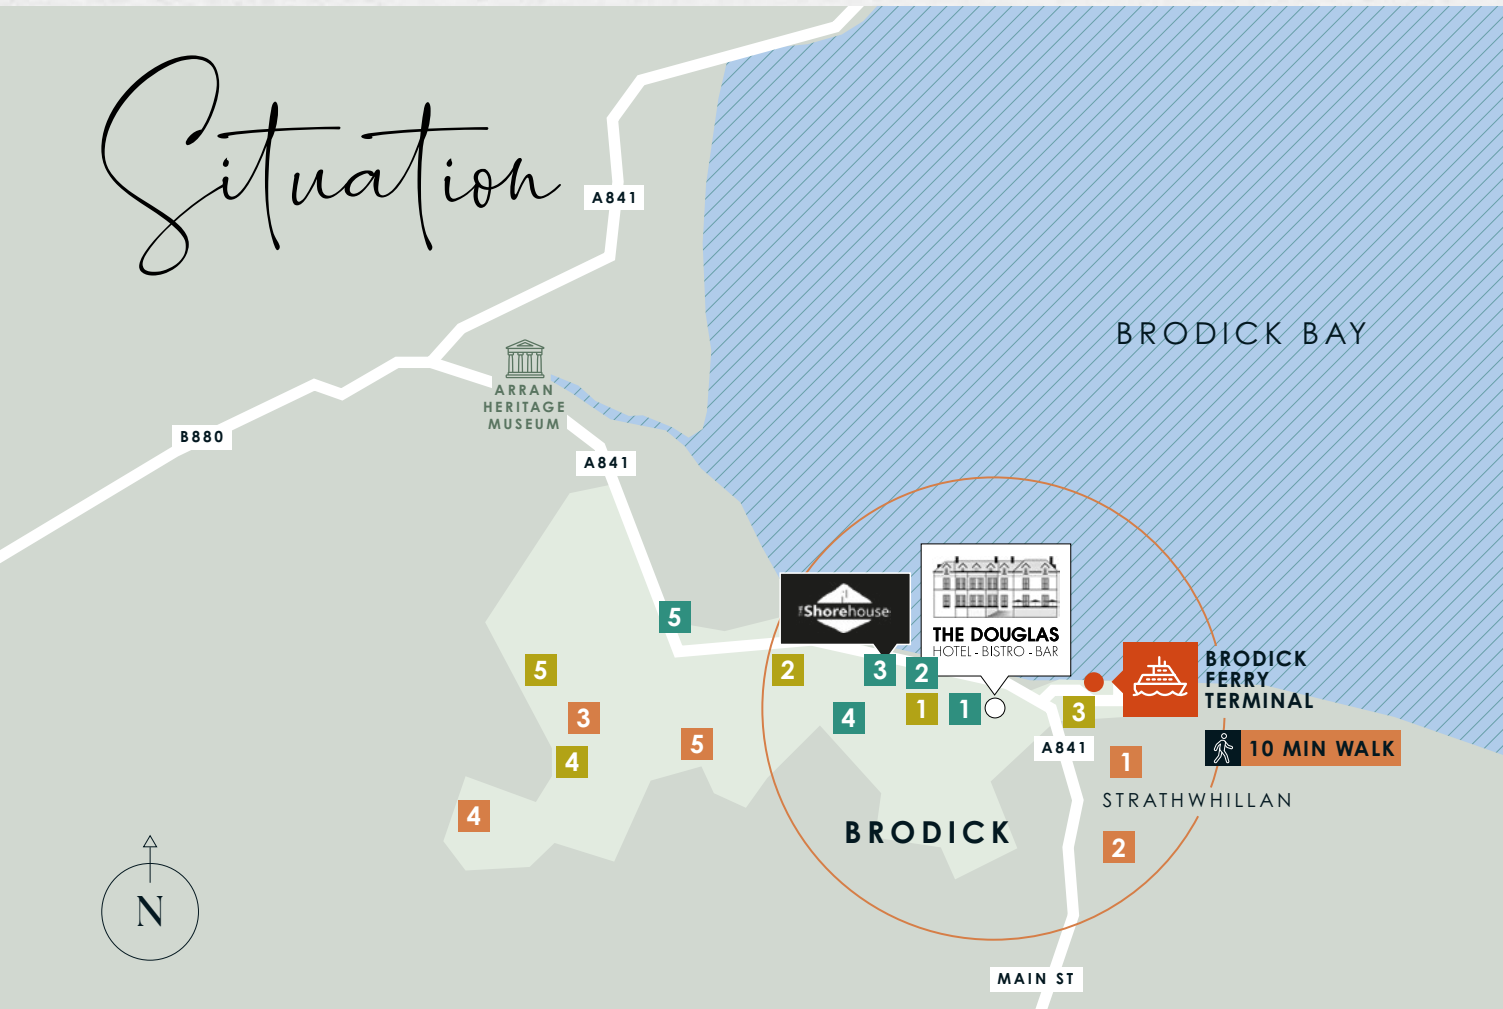 Situation
A841
BRODICK BAY
ARRAN
HERITAGE
MUSEUM
B880
A841
THE Shorehouse
THE DOUGLAS
HOTEL - BISTRO - BAR
5
5
2
3
2
BRODICK
FERRY
TERMINAL
3
4
1
1
3
5
4
A841
1
10 MIN WALK
STRATHWHILLAN
4
BRODICK
2
N
MAIN ST